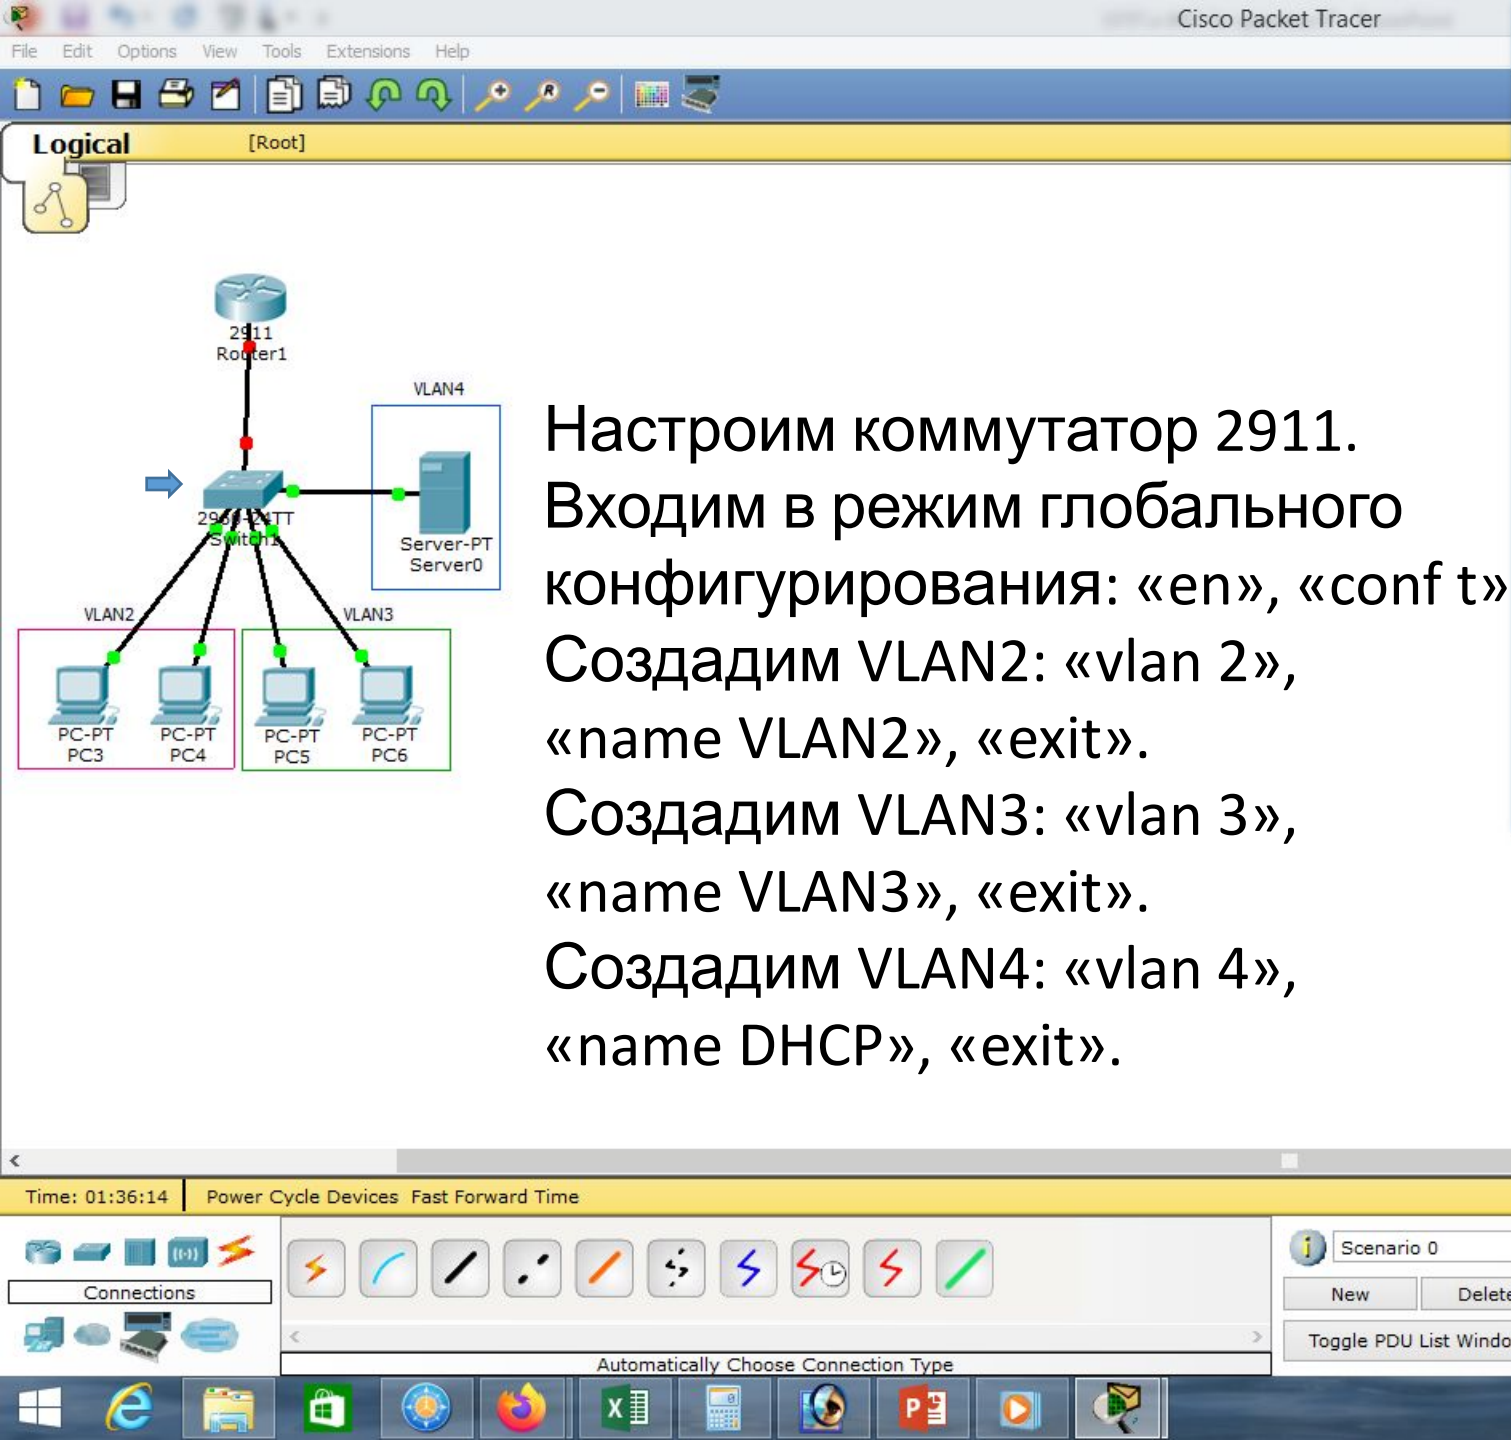 Cisco Packet Tracer
File Edit Options View Tools Extensions Help
Logical
[Root]
2911
Router1
VLAN4
2960-24TT
Switch1
Server-PT
Server0
VLAN2
VLAN3
PC-PT
PC3
PC-PT
PC4
PC-PT
PC5
PC-PT
PC6
Настроим коммутатор 2911.
Входим в режим глобального
конфигурирования: «en», «conf t»
Создадим VLAN2: «vlan 2»,
«name VLAN2», «exit».
Создадим VLAN3: «vlan 3»,
«name VLAN3», «exit».
Создадим VLAN4: «vlan 4»,
«name DHCP», «exit».
Time: 01:36:14 Power Cycle Devices Fast Forward Time
Connections
Automatically Choose Connection Type
Scenario 0
New Delete
Toggle PDU List Windo